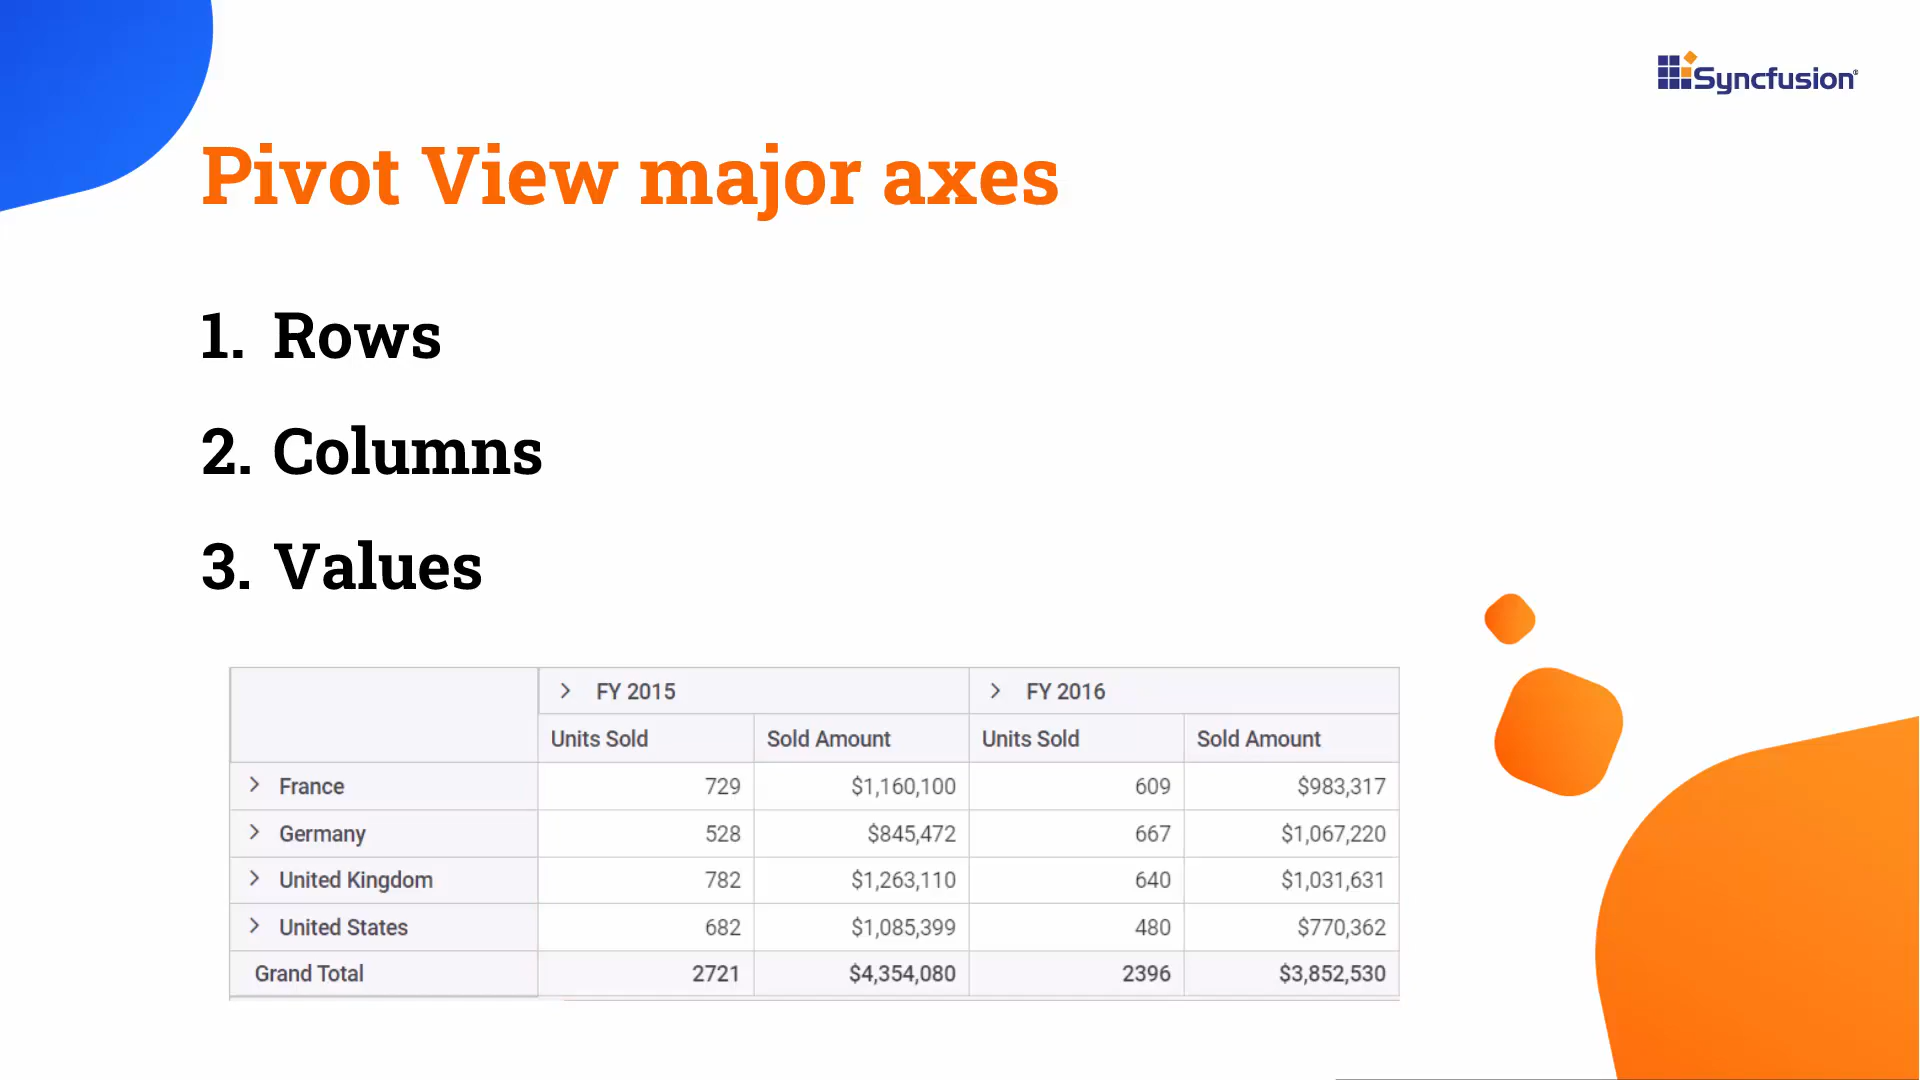 Syncfusion®
Pivot View major axes
1. Rows
2. Columns
3. Values
FY 2015 FY 2016
Units Sold Sold Amount Units Sold Sold Amount
France 729 $1,160,100 609 $983,317
Germany 528 $845,472 667 $1,067,220
United Kingdom 782 $1,263,110 640 $1,031,631
United States 682 $1,085,399 480 $770,362
Grand Total 2721 $4,354,080 2396 $3,852,530